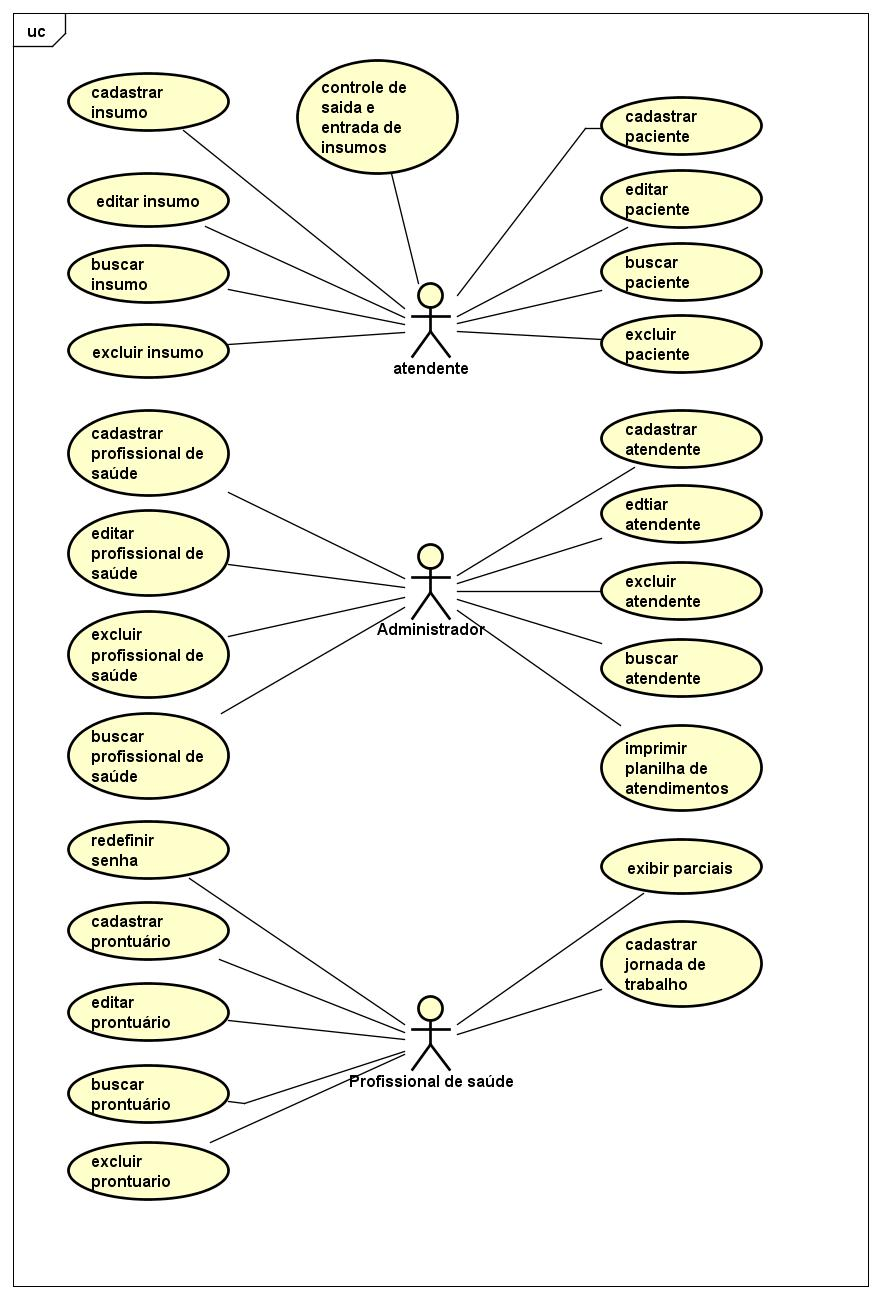 uc
cadastrar
insumo
controle de
saida e
entrada de
insumos
cadastrar
paciente
editar insumo
editar
paciente
buscar
insumo
buscar
paciente
excluir insumo
excluir
paciente
atendente
cadastrar
profissional de
saúde
cadastrar
atendente
editar
profissional de
saúde
edtiar
atendente
excluir
atendente
Administrador
excluir
profissional de
saúde
buscar
atendente
buscar
profissional de
saúde
imprimir
planilha de
atendimentos
redefinir
senha
exibir parciais
cadastrar
prontuário
cadastrar
jornada de
trabalho
editar
prontuário
Profissional de saúde
buscar
prontuário
excluir
prontuario